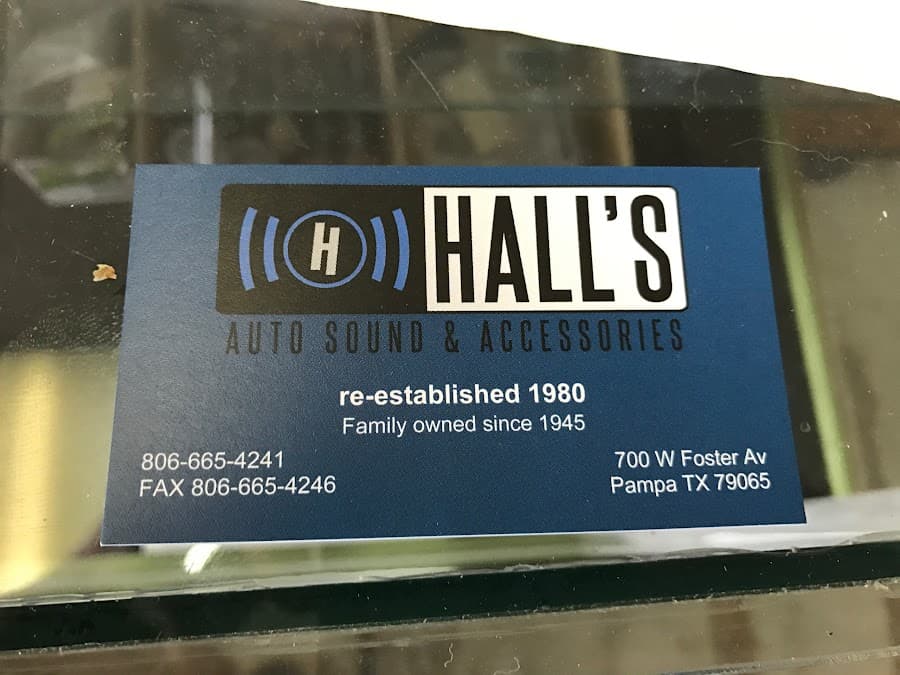 H HALL'S
AUTO SOUND & ACCESSORIES
re-established 1980
Family owned since 1945
806-665-4241
FAX 806-665-4246
700 W Foster Av
Pampa TX 79065